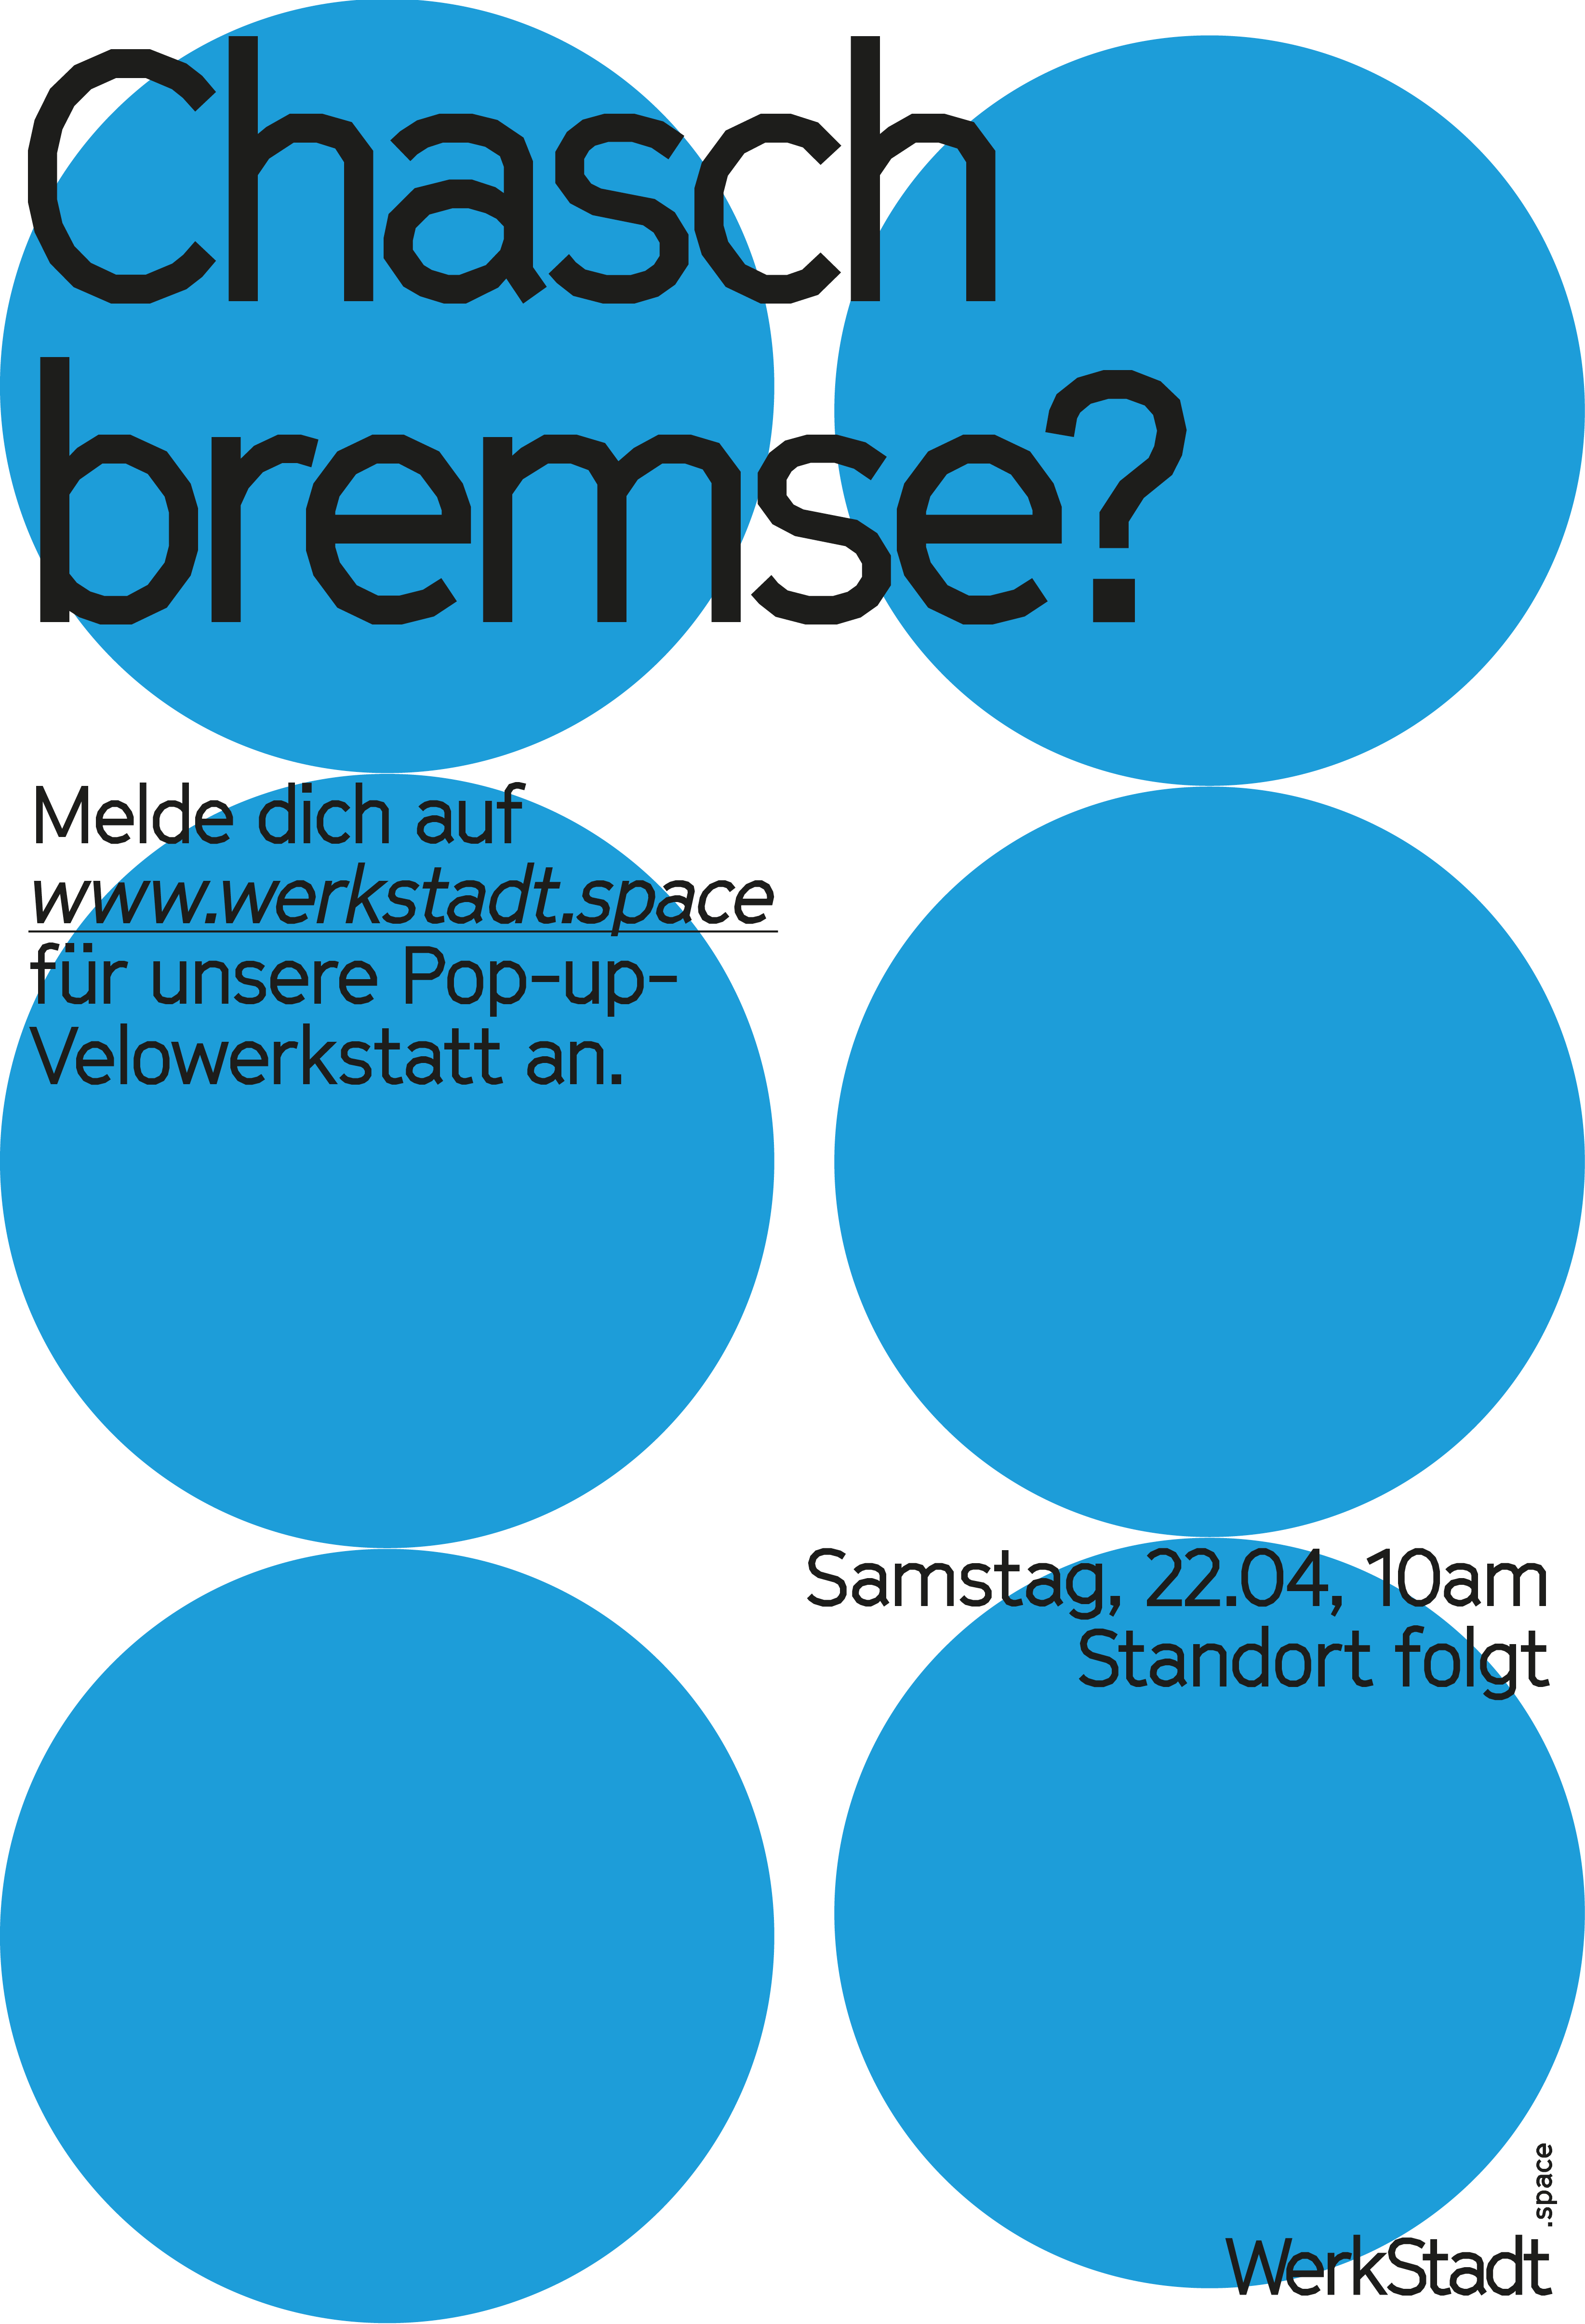 Chasch
bremse?
Melde dich auf
www.werkstadt.space
für unsere Pop-up-
Velowerkstatt an.
Samstag, 22.04, 10am
Standort folgt
WerkStadt
.space